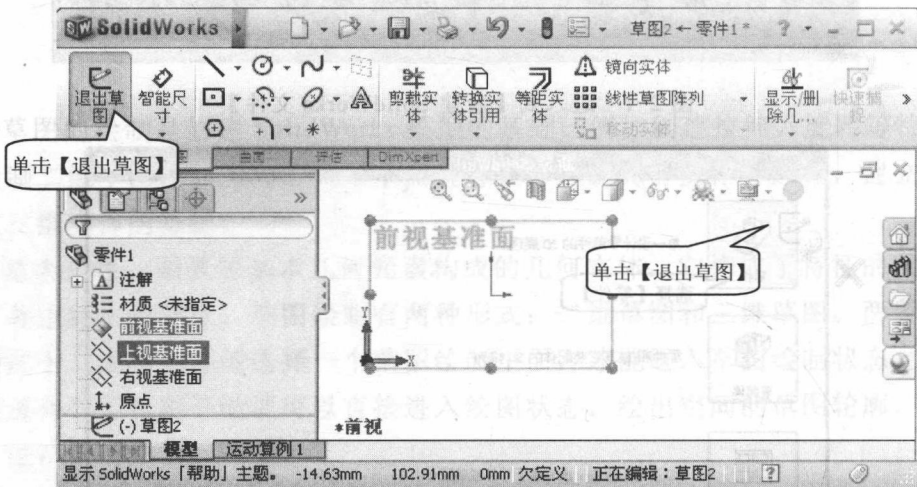 SolidWorks
草图2←零件1*
?
退出草图
智能尺寸
剪裁实体
转换实体引用
等距实体
镜向实体
线性草图阵列
移动实体
显示/删除几...
快速捕捉
»
单击【退出草图】
曲面
评估
DimXpert
»
零件1
注解
材质 <未指定>
前视基准面
上视基准面
右视基准面
原点
(-) 草图2
前视基准面
单击【退出草图】
Y
X
*前视
模型
运动算例1
显示 SolidWorks「帮助」主题。 -14.63mm 102.91mm 0mm 欠定义 正在编辑：草图2 ?